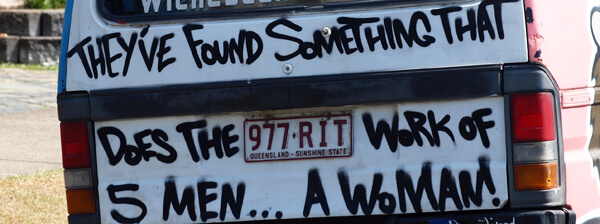 THEY'VE FOUND SOMETHING THAT
DOES THE 977·RIT WORK OF
QUEENSLAND - SUNSHINE STATE
5 MEN... A WOMAN!